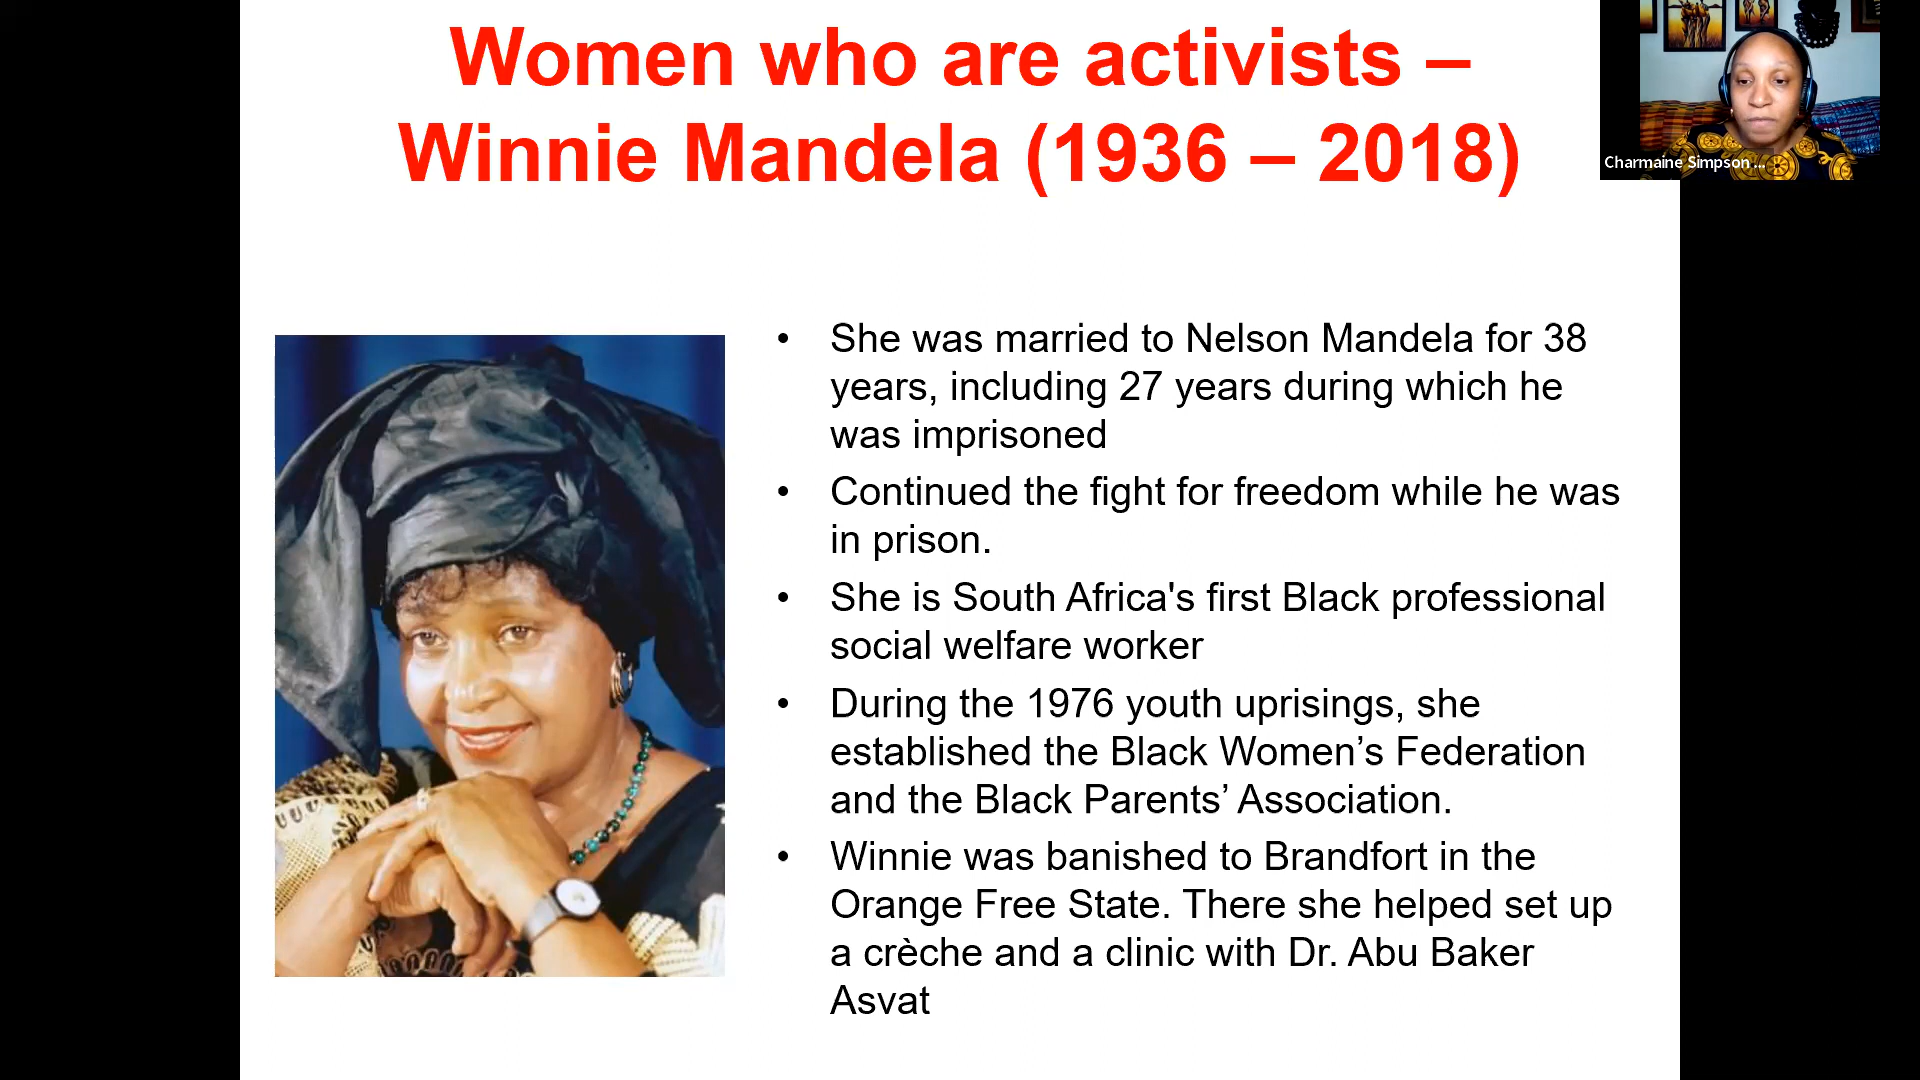 Women who are activists –
Winnie Mandela (1936 – 2018)
Charmaine Simpson ...
• She was married to Nelson Mandela for 38
years, including 27 years during which he
was imprisoned
• Continued the fight for freedom while he was
in prison.
• She is South Africa's first Black professional
social welfare worker
• During the 1976 youth uprisings, she
established the Black Women’s Federation
and the Black Parents’ Association.
• Winnie was banished to Brandfort in the
Orange Free State. There she helped set up
a crèche and a clinic with Dr. Abu Baker
Asvat